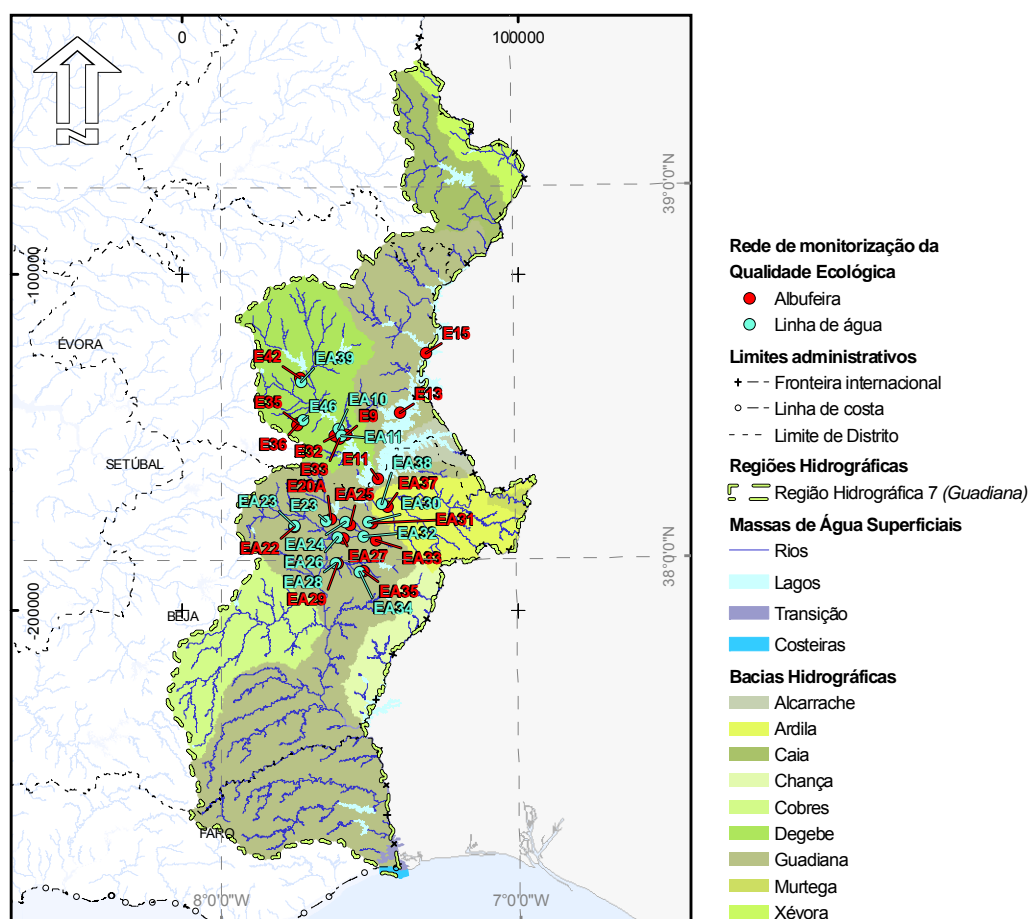 0
100000
N
39°0'0"N
-100000
E15
ÉVORA
E42
EA39
E13
EA10
E35
E46
E9
E36
E32
EA11
E33
E11
SETÚBAL
EA38
E20A
EA25
EA37
EA23
E23
EA30
EA31
EA22
EA24
EA32
EA26
EA27
EA33
38°0'0"N
EA28
EA29
EA35
EA34
BEJA
-200000
FARO
8°0'0"W
7°0'0"W
Rede de monitorização da
Qualidade Ecológica
Albufeira
Linha de água
Limites administrativos
Fronteira internacional
Linha de costa
Limite de Distrito
Regiões Hidrográficas
Região Hidrográfica 7 (Guadiana)
Massas de Água Superficiais
Rios
Lagos
Transição
Costeiras
Bacias Hidrográficas
Alcarrache
Ardila
Caia
Chança
Cobres
Degebe
Guadiana
Murtega
Xévora